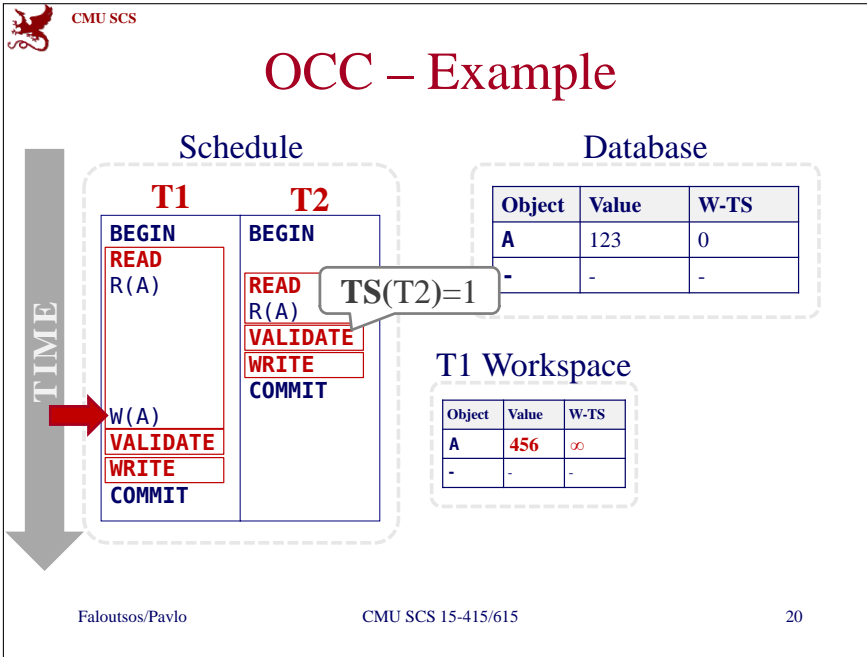 CMU SCS
OCC – Example
Schedule
T1 T2
BEGIN BEGIN
READ
R(A) READ
R(A)
VALIDATE
WRITE
COMMIT
W(A)
VALIDATE
WRITE
COMMIT
TIME
TS(T2)=1
Database
Object Value W-TS
A 123 0
- - -
T1 Workspace
Object Value W-TS
A 456 ∞
- - -
Faloutsos/Pavlo CMU SCS 15-415/615 20